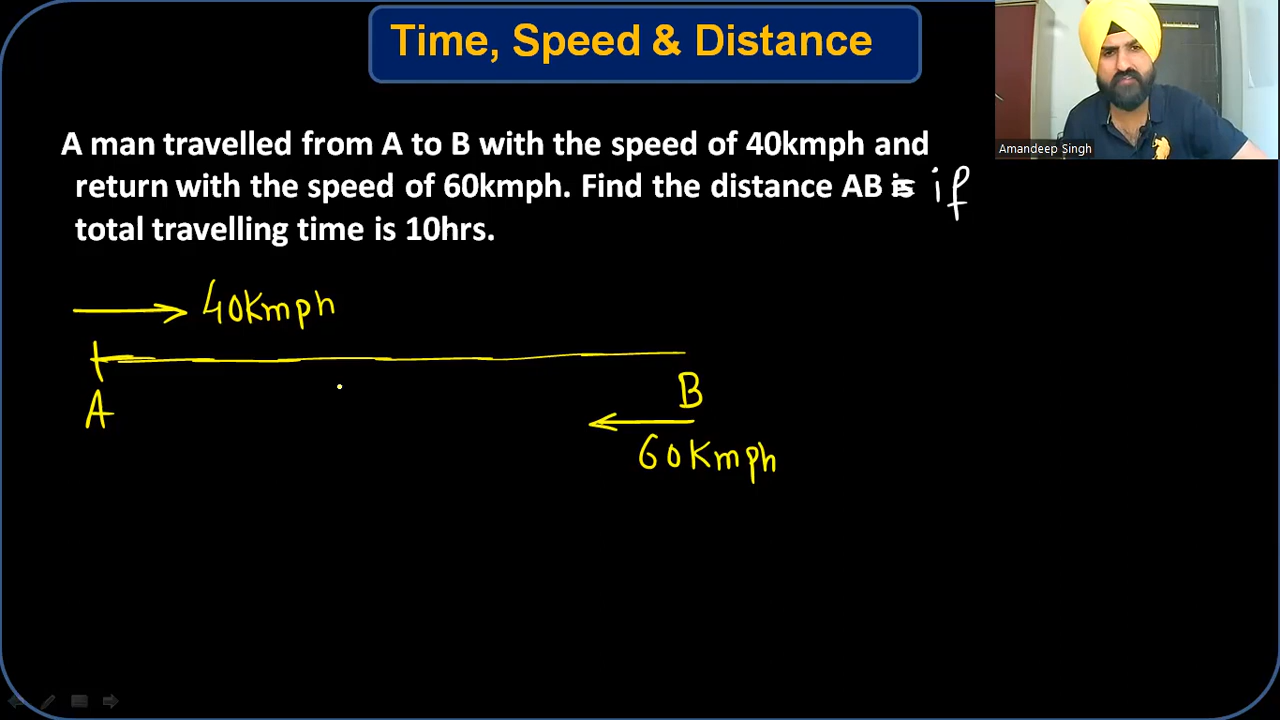 Time, Speed & Distance
Amandeep Singh
A man travelled from A to B with the speed of 40kmph and
return with the speed of 60kmph. Find the distance AB is if
total travelling time is 10hrs.
40Kmph
A
B
60Kmph